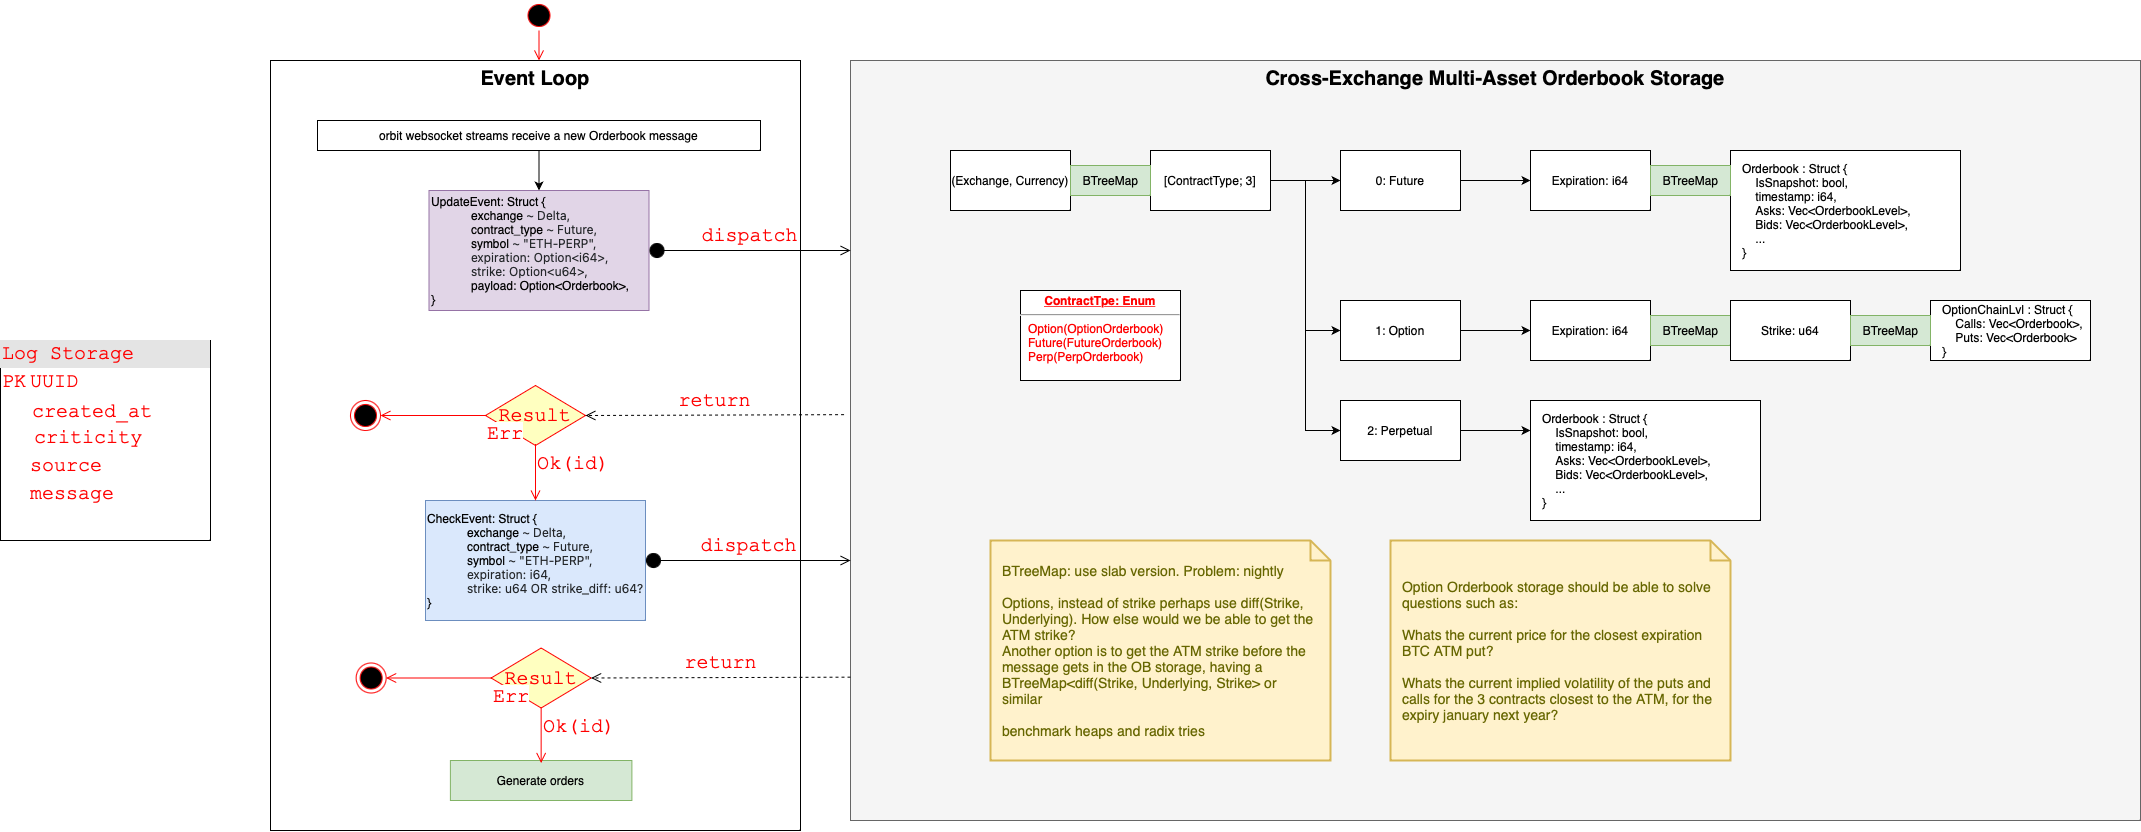 Event Loop
orbit websocket streams receive a new Orderbook message
UpdateEvent: Struct {
exchange ~ Delta,
contract_type ~ Future,
symbol ~ "ETH-PERP",
expiration: Option<i64>,
strike: Option<u64>,
payload: Option<Orderbook>,
}
dispatch
Log Storage
PK UUID
created_at
criticity
source
message
return
Result
Err
Ok(id)
CheckEvent: Struct {
exchange ~ Delta,
contract_type ~ Future,
symbol ~ "ETH-PERP",
expiration: i64,
strike: u64 OR strike_diff: u64?
}
dispatch
return
Result
Err
Ok(id)
Generate orders
Cross-Exchange Multi-Asset Orderbook Storage
(Exchange, Currency)
BTreeMap
[ContractType; 3]
0: Future
Expiration: i64
BTreeMap
Orderbook : Struct {
IsSnapshot: bool,
timestamp: i64,
Asks: Vec<OrderbookLevel>,
Bids: Vec<OrderbookLevel>,
...
}
ContractTpe: Enum
Option(OptionOrderbook)
Future(FutureOrderbook)
Perp(PerpOrderbook)
1: Option
Expiration: i64
BTreeMap
Strike: u64
BTreeMap
OptionChainLvl : Struct {
Calls: Vec<Orderbook>,
Puts: Vec<Orderbook>
}
2: Perpetual
Orderbook : Struct {
IsSnapshot: bool,
timestamp: i64,
Asks: Vec<OrderbookLevel>,
Bids: Vec<OrderbookLevel>,
...
}
BTreeMap: use slab version. Problem: nightly
Options, instead of strike perhaps use diff(Strike,
Underlying). How else would we be able to get the
ATM strike?
Another option is to get the ATM strike before the
message gets in the OB storage, having a
BTreeMap<diff(Strike, Underlying, Strike> or
similar
benchmark heaps and radix tries
Option Orderbook storage should be able to solve
questions such as:
Whats the current price for the closest expiration
BTC ATM put?
Whats the current implied volatility of the puts and
calls for the 3 contracts closest to the ATM, for the
expiry january next year?